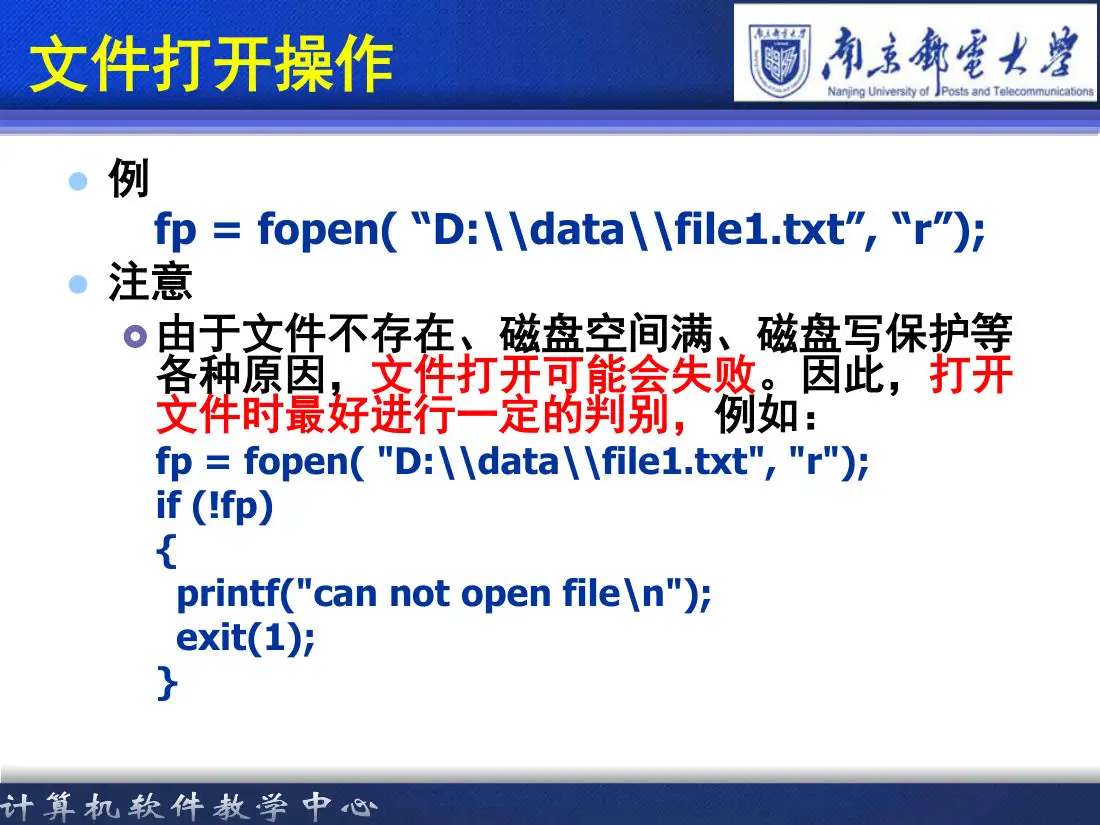 文件打开操作
南京邮电大学
Nanjing University of Posts and Telecommunications
例
fp = fopen( “D:\\data\\file1.txt”, “r”);
注意
由于文件不存在、磁盘空间满、磁盘写保护等
各种原因，文件打开可能会失败。因此，打开
文件时最好进行一定的判别，例如：
fp = fopen( "D:\\data\\file1.txt", "r");
if (!fp)
{
printf("can not open file\n");
exit(1);
}
计算机软件教学中心